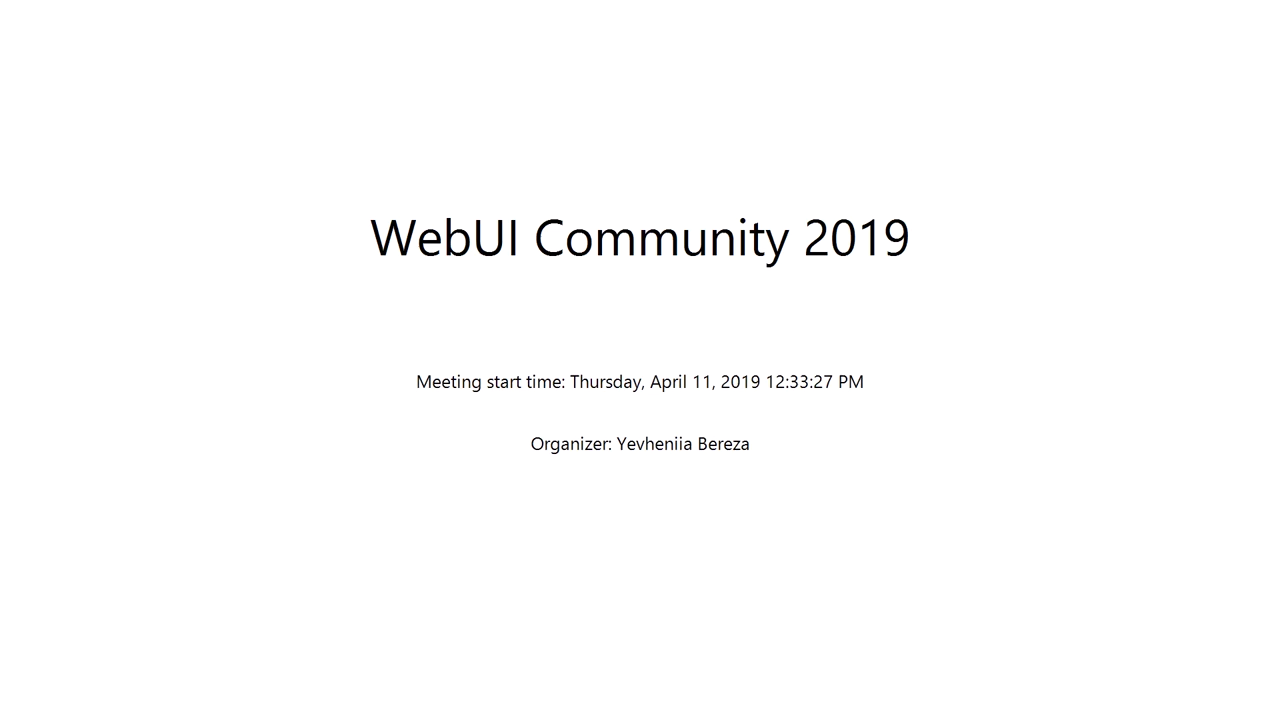 WebUI Community 2019
Meeting start time: Thursday, April 11, 2019 12:33:27 PM
Organizer: Yevheniia Bereza